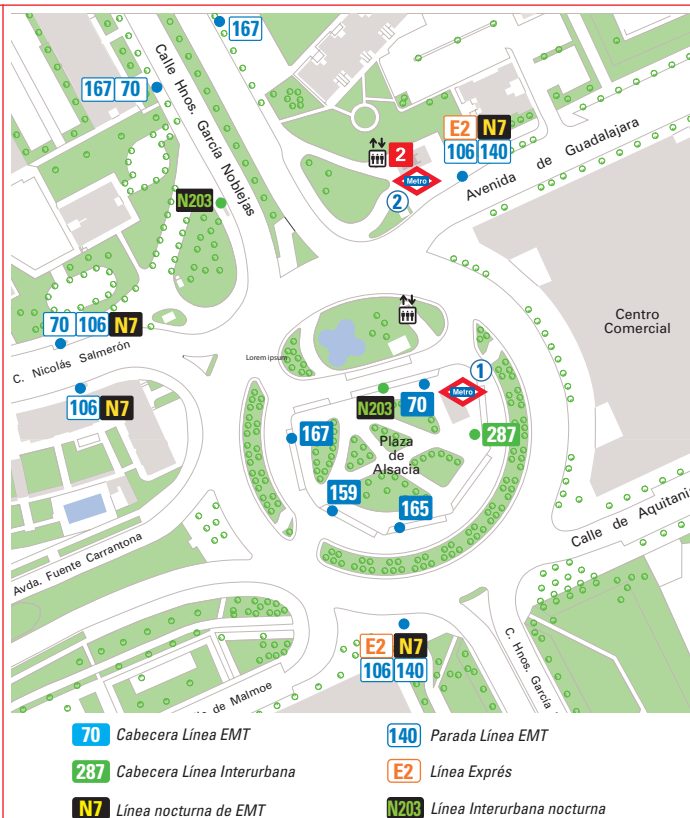 167
167 70
Calle Hnos. García Noblejas
E2 N7
106 140
2
Metro
2
Avenida de Guadalajara
N203
Centro
Comercial
70 106 N7
C. Nicolás Salmerón
Lorem ipsum
106 N7
1
Metro
N203
70
287
167
Plaza
de
Alsacia
159
165
Calle de Aquitania
Avda. Fuente Carrantona
E2 N7
106 140
C. Hnos. García
de Malmoe
70 Cabecera Línea EMT
140 Parada Línea EMT
287 Cabecera Línea Interurbana
E2 Línea Exprés
N7 Línea nocturna de EMT
N203 Línea Interurbana nocturna